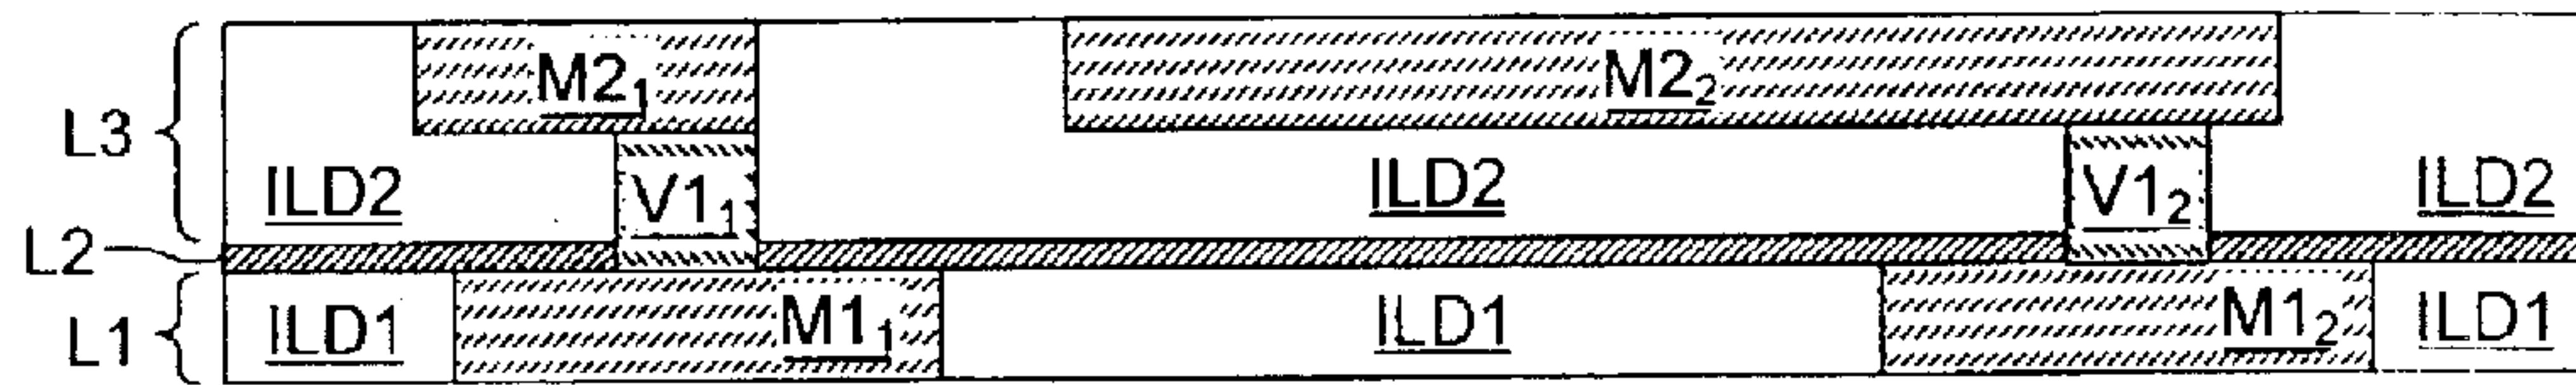 M2₁ M2₂
L3
ILD2 V1₁ ILD2 V1₂ ILD2
L2
L1 ILD1 M1₁ ILD1 M1₂ ILD1